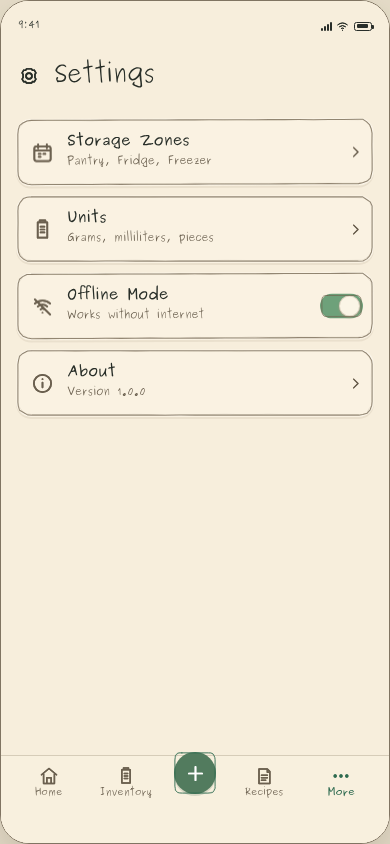 9:41
Settings
Storage Zones
Pantry, Fridge, Freezer
Units
Grams, milliliters, pieces
Offline Mode
Works without internet
About
Version 1.0.0
Home
Inventory
Recipes
More